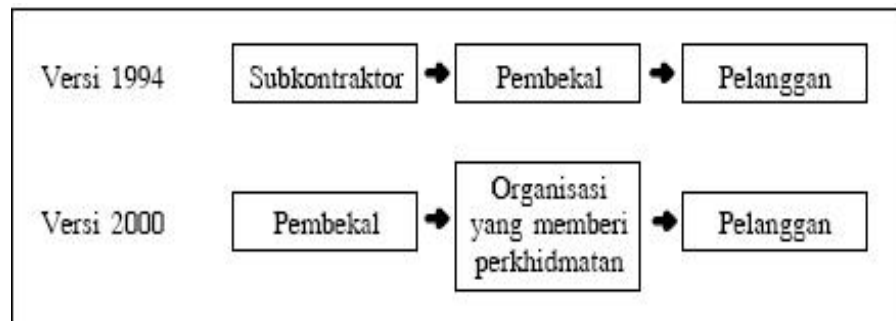 Versi 1994
Subkontraktor
Pembekal
Pelanggan
Versi 2000
Pembekal
Organisasi
yang memberi
perkhidmatan
Pelanggan